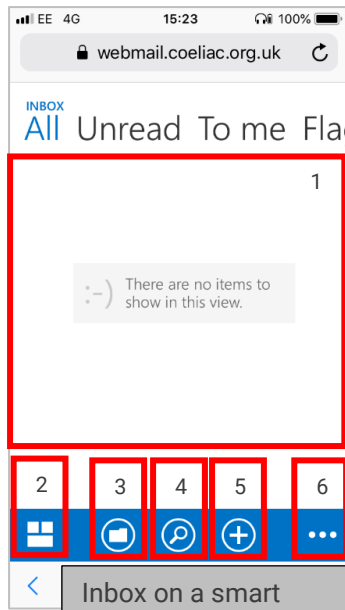 EE 4G 15:23 100%
webmail.coeliac.org.uk
INBOX
All Unread To me Fla
1
:-) There are no items to
show in this view.
2 3 4 5 6
Inbox on a smart